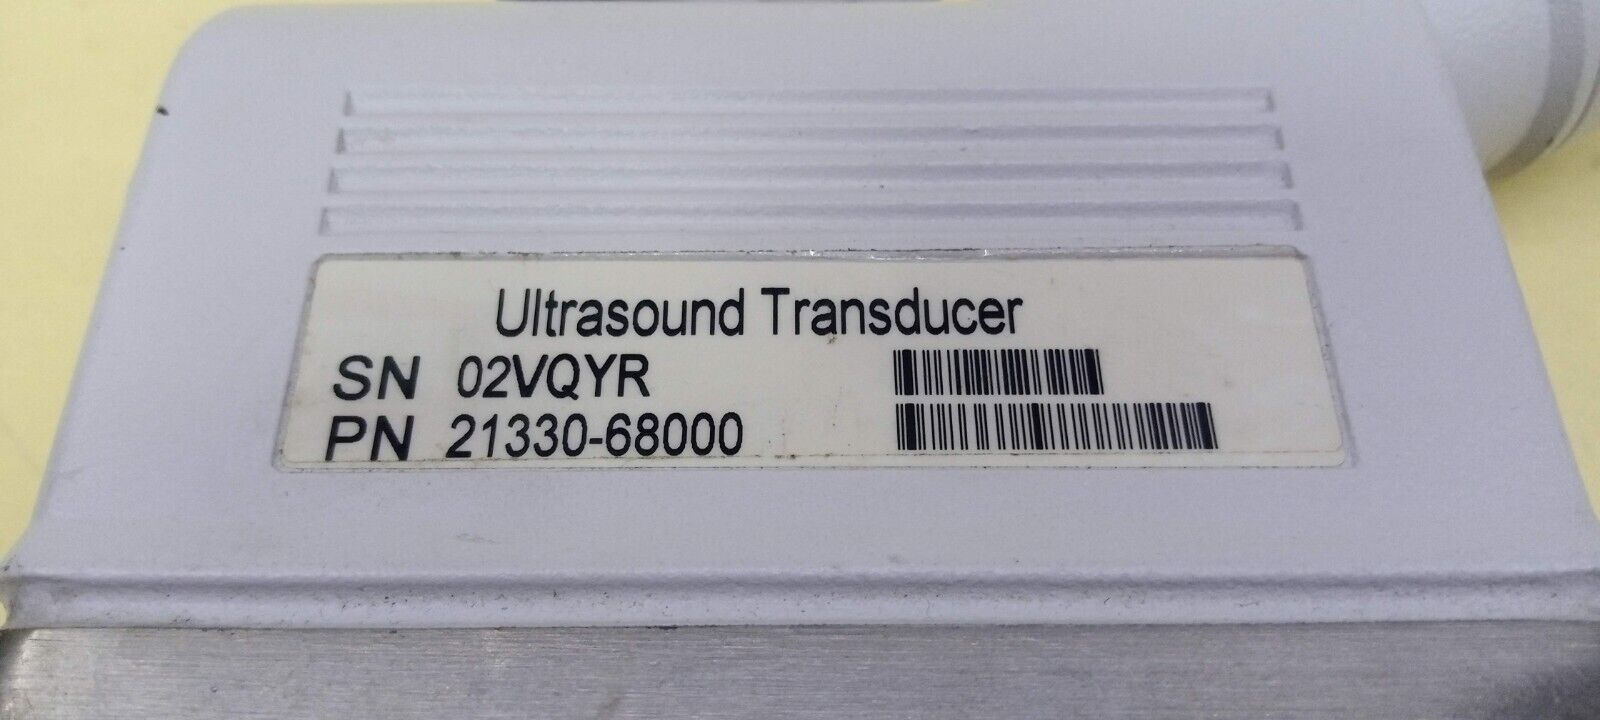 Ultrasound Transducer
SN 02VQYR
PN 21330-68000